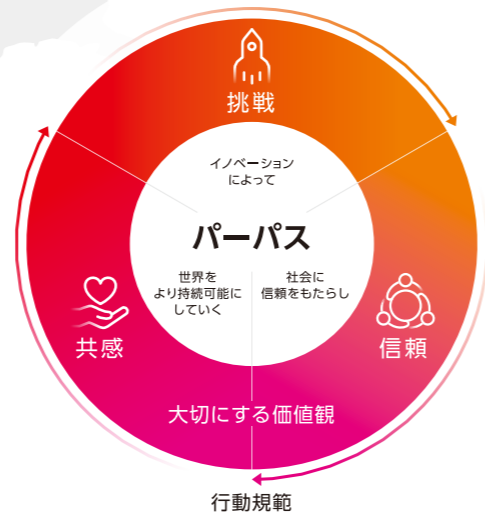 挑戦
イノベーション
によって
パーパス
世界を
より持続可能に
していく
社会に
信頼をもたらし
共感
信頼
大切にする価値観
行動規範